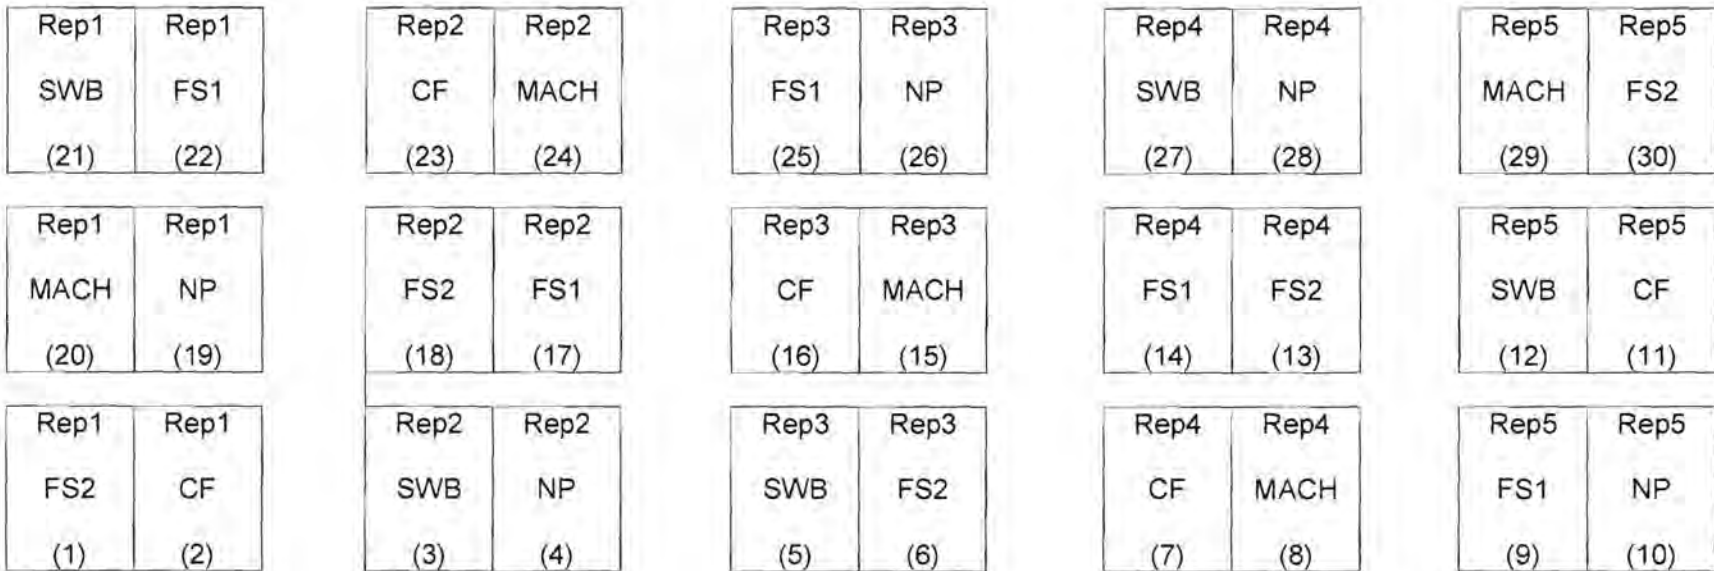 Rep1 Rep1 Rep2 Rep2 Rep3 Rep3 Rep4 Rep4 Rep5 Rep5
SWB FS1 CF MACH FS1 NP SWB NP MACH FS2
(21) (22) (23) (24) (25) (26) (27) (28) (29) (30)
Rep1 Rep1 Rep2 Rep2 Rep3 Rep3 Rep4 Rep4 Rep5 Rep5
MACH NP FS2 FS1 CF MACH FS1 FS2 SWB CF
(20) (19) (18) (17) (16) (15) (14) (13) (12) (11)
Rep1 Rep1 Rep2 Rep2 Rep3 Rep3 Rep4 Rep4 Rep5 Rep5
FS2 CF SWB NP SWB FS2 CF MACH FS1 NP
(1) (2) (3) (4) (5) (6) (7) (8) (9) (10)